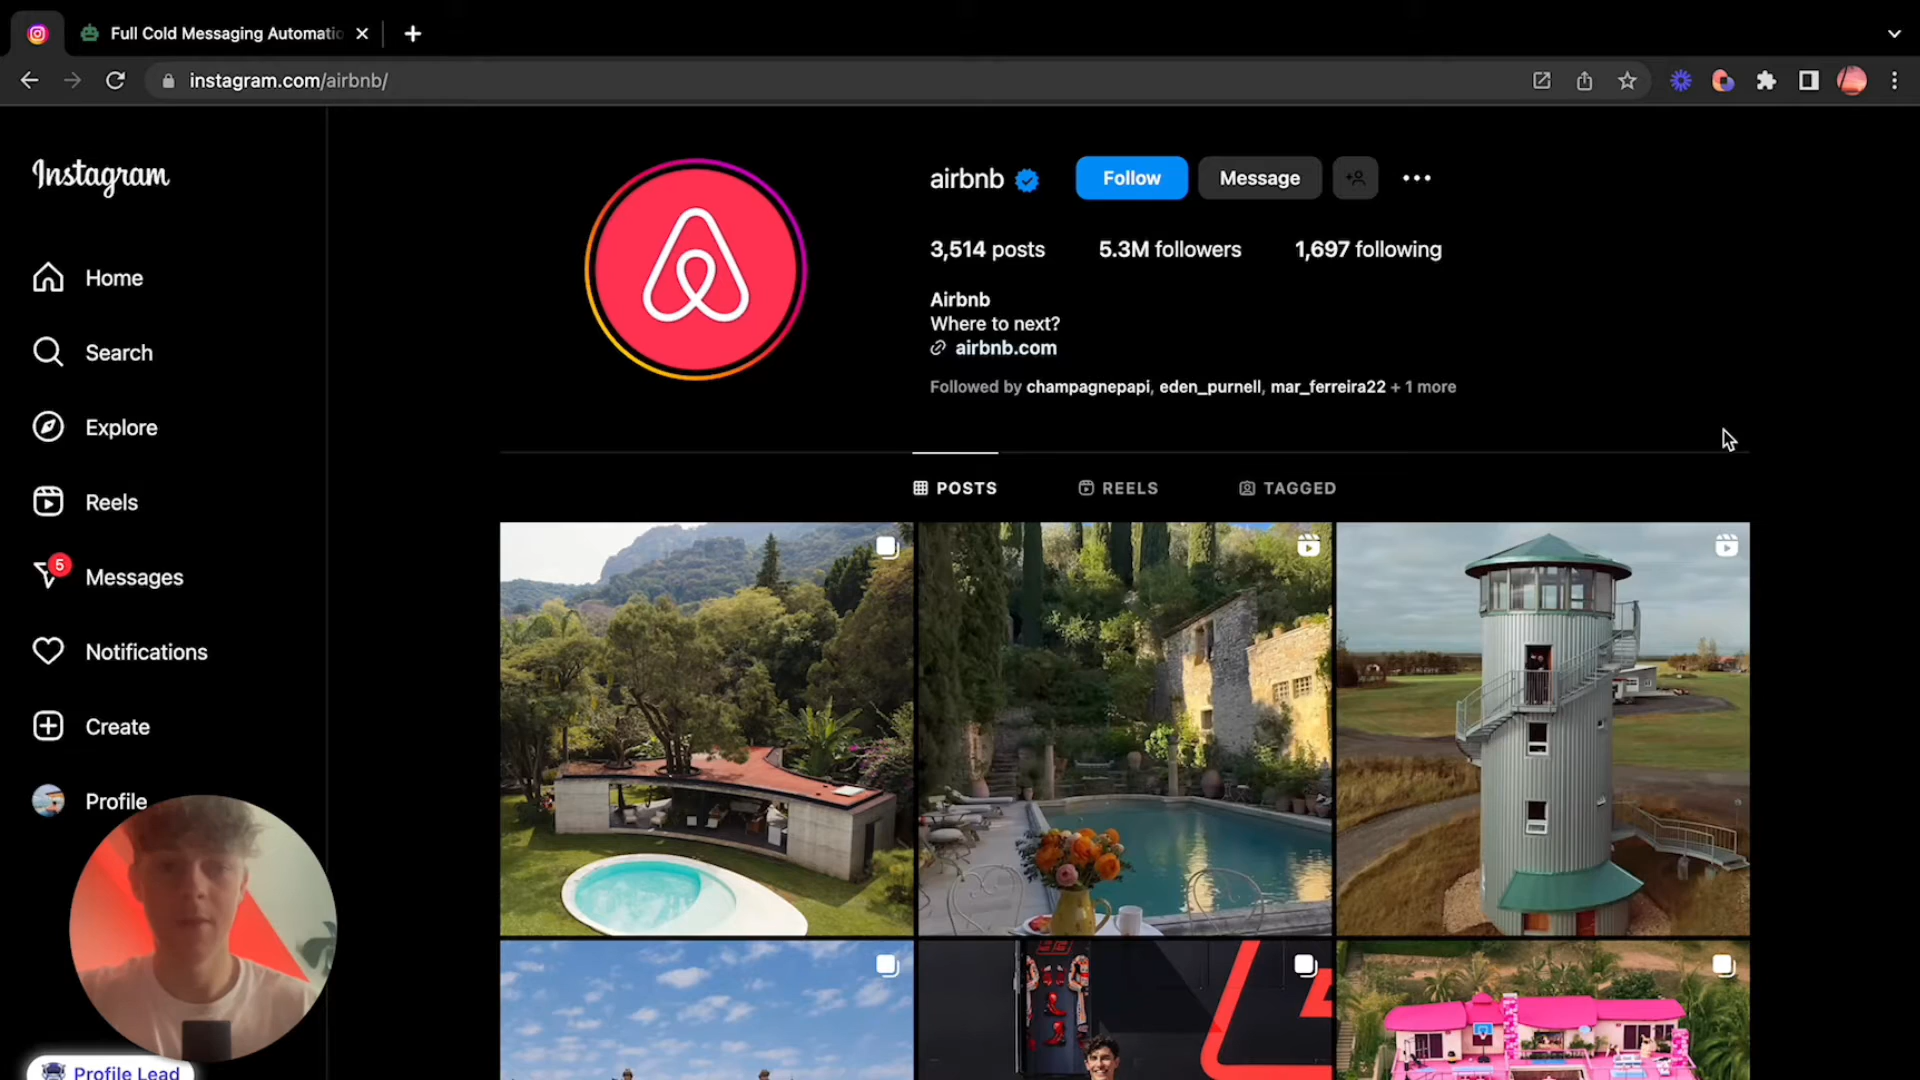 Full Cold Messaging Automatio
instagram.com/airbnb/
Instagram
airbnb
Follow
Message
3,514 posts
5.3M followers
1,697 following
Home
Airbnb
Where to next?
airbnb.com
Search
Followed by champagnepapi, eden_purnell, mar_ferreira22 + 1 more
Explore
POSTS
REELS
TAGGED
Reels
5
Messages
Notifications
Create
Profile
Profile Lead